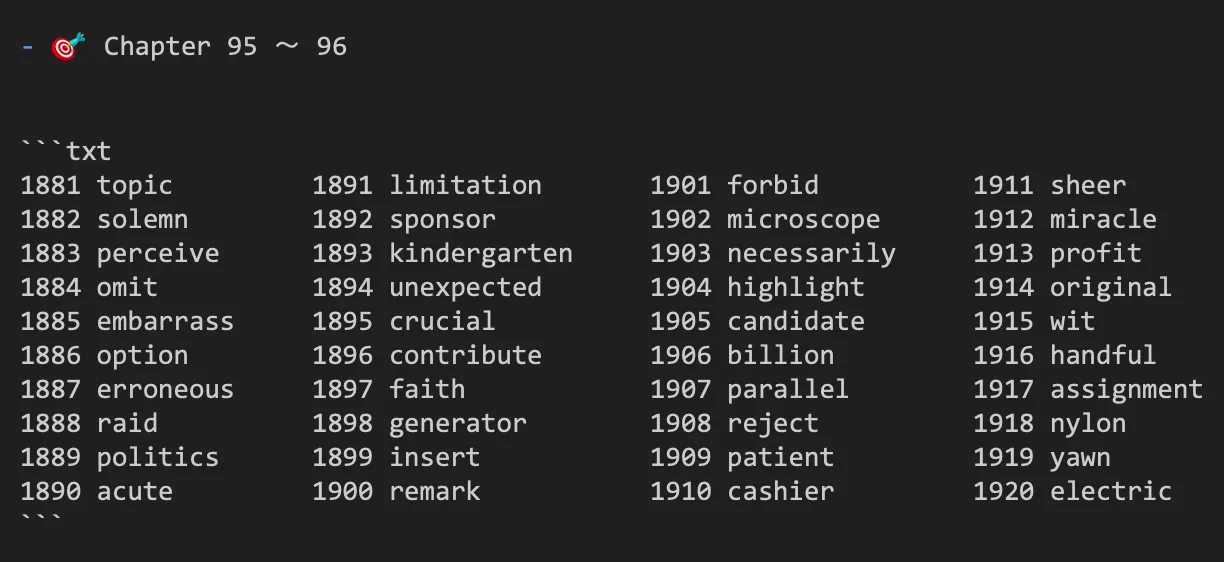 - 🎯 Chapter 95 ～ 96
```txt
1881 topic 1891 limitation 1901 forbid 1911 sheer
1882 solemn 1892 sponsor 1902 microscope 1912 miracle
1883 perceive 1893 kindergarten 1903 necessarily 1913 profit
1884 omit 1894 unexpected 1904 highlight 1914 original
1885 embarrass 1895 crucial 1905 candidate 1915 wit
1886 option 1896 contribute 1906 billion 1916 handful
1887 erroneous 1897 faith 1907 parallel 1917 assignment
1888 raid 1898 generator 1908 reject 1918 nylon
1889 politics 1899 insert 1909 patient 1919 yawn
1890 acute 1900 remark 1910 cashier 1920 electric
```